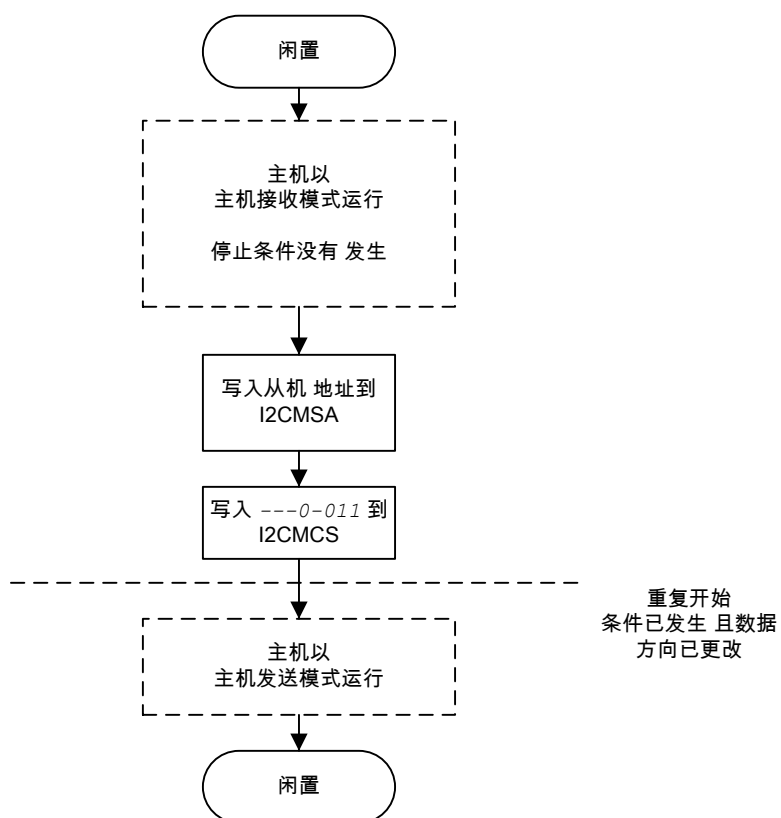 闲置
主机以
主机接收模式运行
停止条件没有 发生
写入从机 地址到
I2CMSA
写入 ---0-011 到
I2CMCS
重复开始
条件已发生 且数据
方向已更改
主机以
主机发送模式运行
闲置